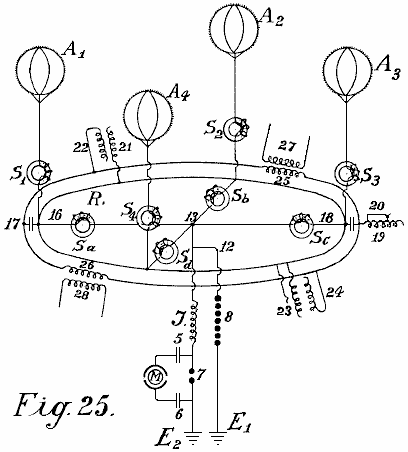 A2
A1
A3
A4
22
21
S2
27
S1
25
S3
R.
Sb
20
17
16
S4
13
18
19
Sa
Sc
12
Sd
26
24
28
J.
8
23
5
M
7
6
Fig. 25.
E2
E1